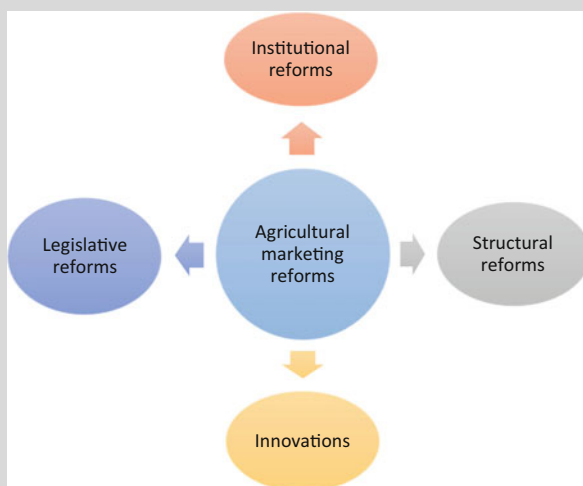 Institutional
reforms
Legislative
reforms
Agricultural
marketing
reforms
Structural
reforms
Innovations